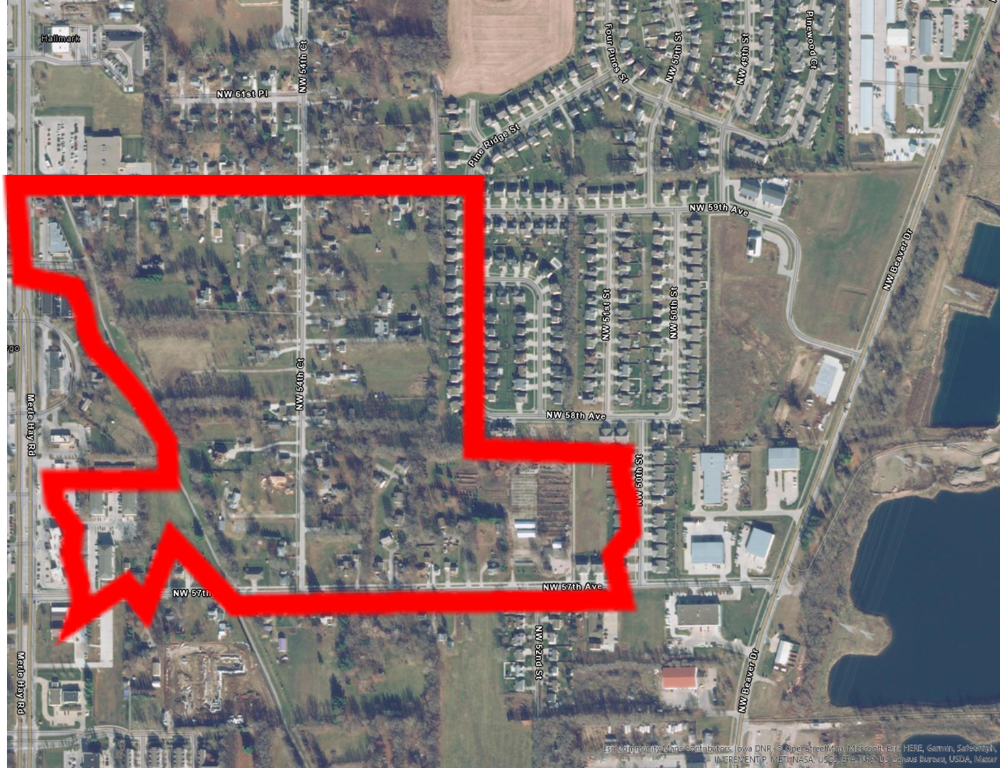 Hallmark
NW 54th Ct
NW 61st Pl
Four Pines St
NW 50th St
NW 49th St
Pinewood Ct
Pine Ridge St
NW 59th Ave
NW Beaver Dr
NW 51st St
NW 50th St
rgo
NW 54th Ct
Merle Hay Rd
NW 58th Ave
NW 50th St
NW 57th
NW 57th Ave
NW 52nd St
Merle Hay Rd
NW Beaver Dr
Esri Community Maps Contributors, Iowa DNR, © OpenStreetMap, Microsoft, Esri, HERE, Garmin, SafeGraph,
INCREMENT P, METI/NASA, USGS, EPA, NPS, US Census Bureau, USDA, Maxar